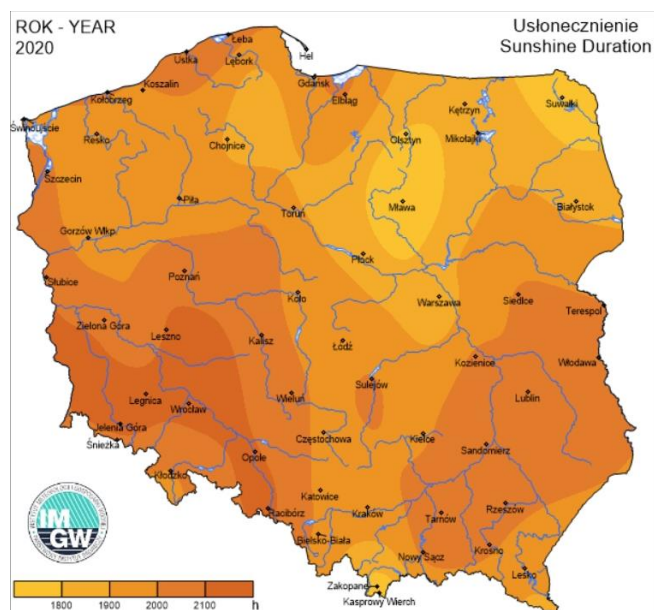 ROK - YEAR
2020
Usłonecznienie
Sunshine Duration
Łeba
Hel
Ustka
Lębork
Gdańsk
Koszalin
Elbląg
Kołobrzeg
Kętrzyn
Suwałki
Świnoujście
Resko
Chojnice
Olsztyn
Mikołajki
Szczecin
Piła
Mława
Białystok
Toruń
Gorzów Wlkp.
Płock
Słubice
Poznań
Koło
Warszawa
Siedlce
Terespol
Zielona Góra
Leszno
Kalisz
Łódź
Kozienice
Włodawa
Sulejów
Legnica
Wrocław
Wieluń
Lublin
Jelenia Góra
Śnieżka
Częstochowa
Kielce
Sandomierz
Opole
Kłodzko
Katowice
Racibórz
Kraków
Tarnów
Rzeszów
Bielsko-Biała
Nowy Sącz
Krosno
Lesko
Zakopane
Kasprowy Wierch
IM
GW
1800 1900 2000 2100 h